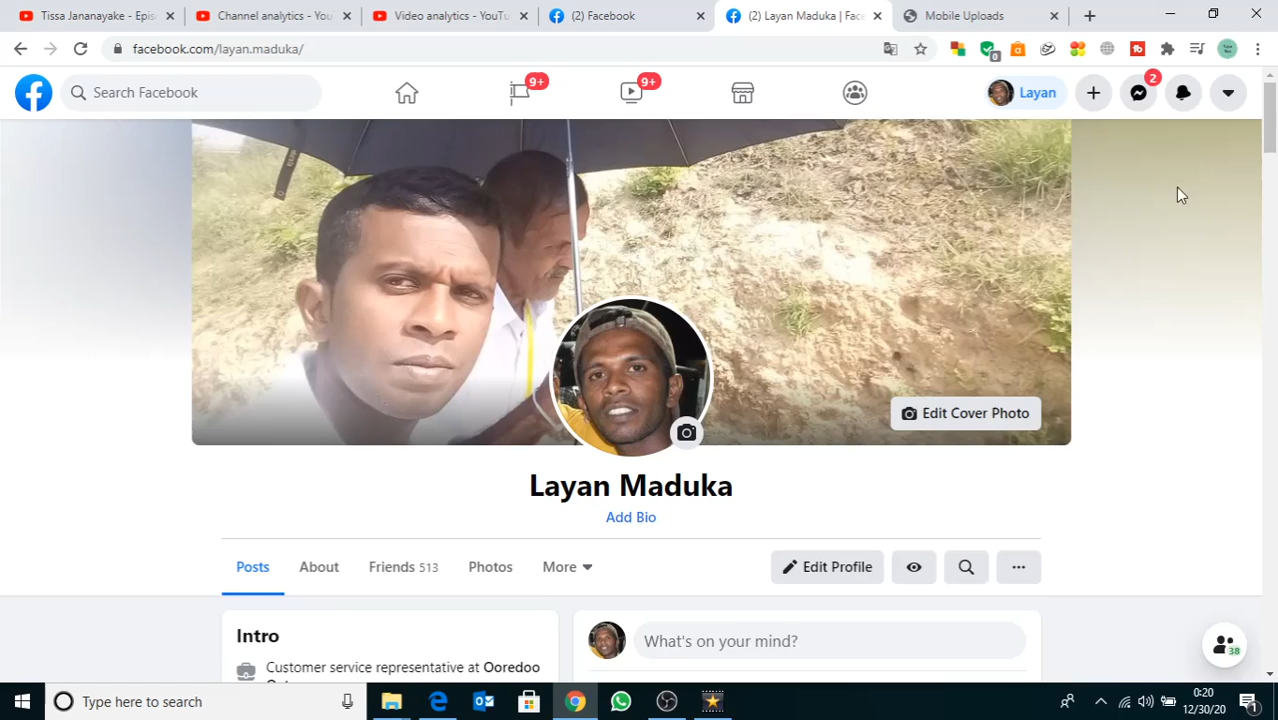 Tissa Jananayake - Epis
Channel analytics - You
Video analytics - YouTu
(2) Facebook
(2) Layan Maduka | Face
Mobile Uploads
facebook.com/layan.maduka/
0
Search Facebook
9+
9+
Layan
2
Edit Cover Photo
Layan Maduka
Add Bio
Posts
About
Friends 513
Photos
More
Edit Profile
Intro
What's on your mind?
Customer service representative at Ooredoo
38
Type here to search
0:20
12/30/20
1